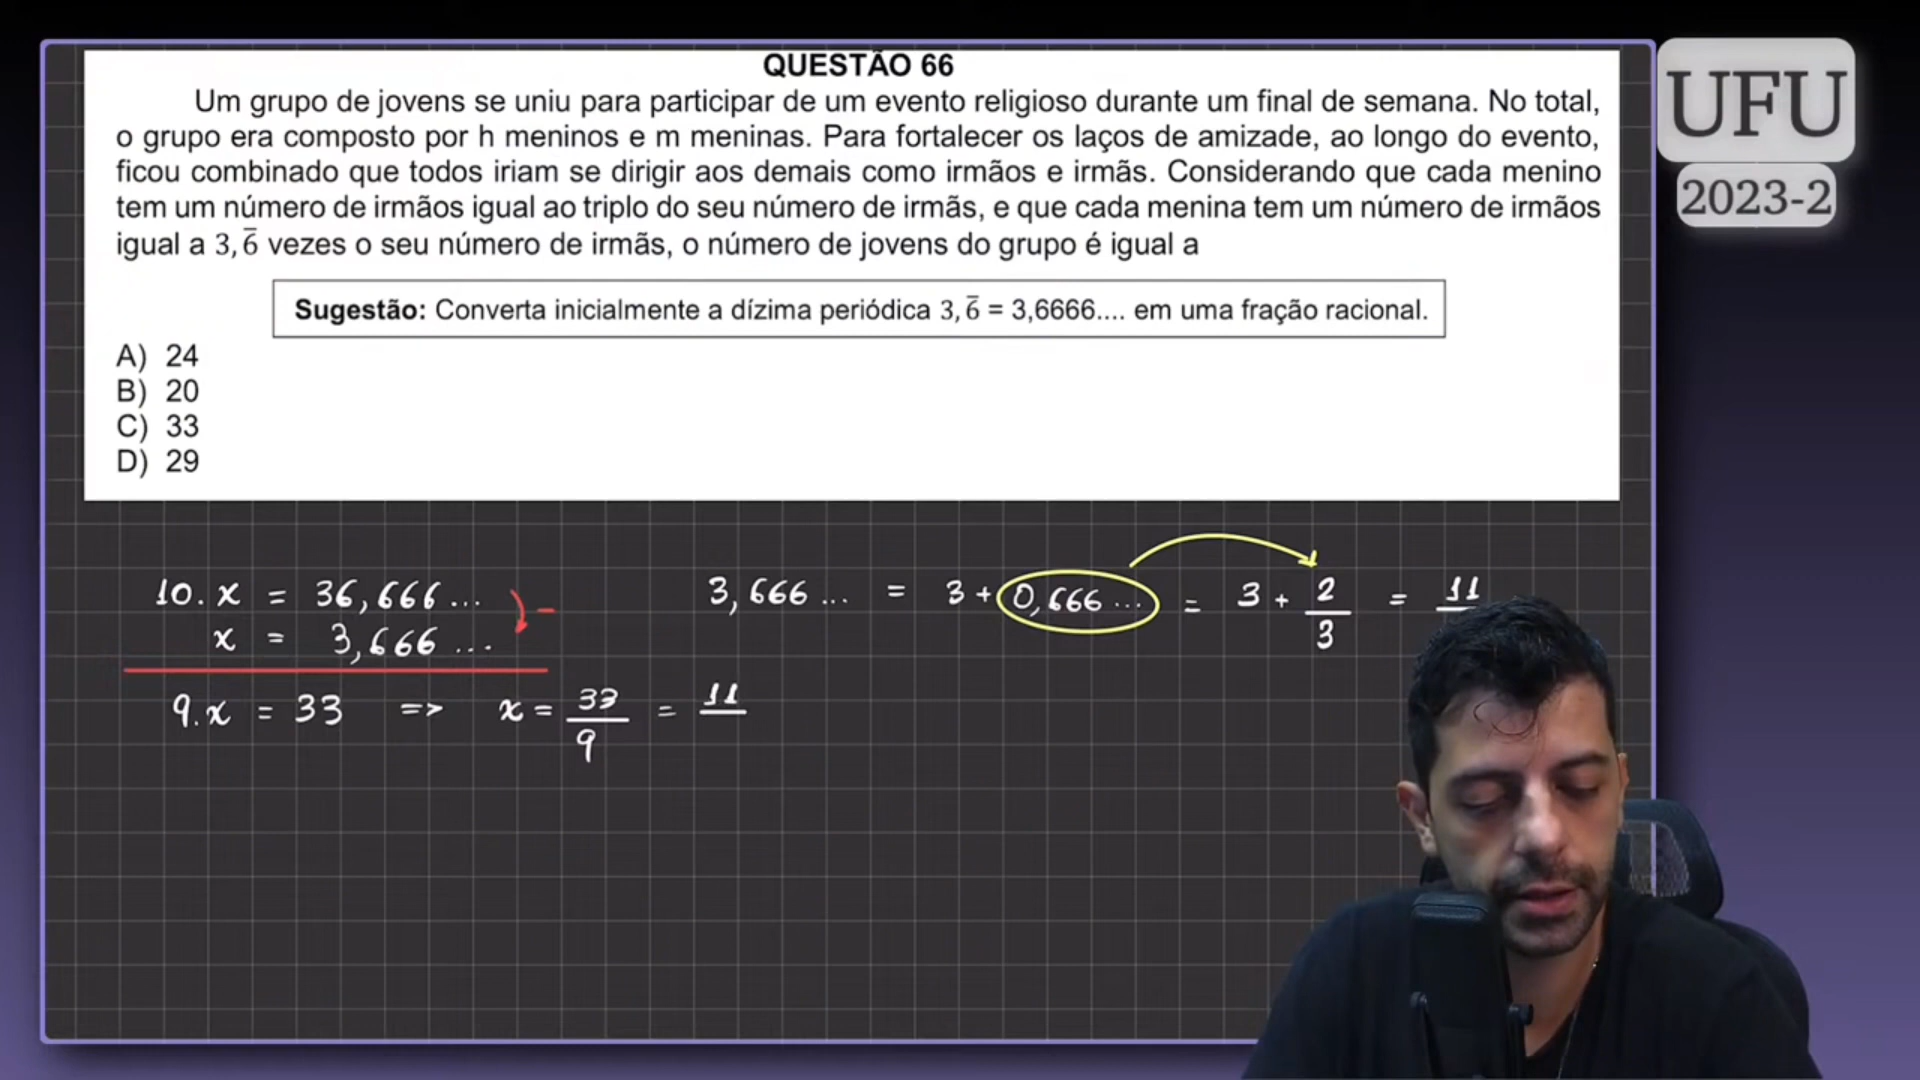 QUESTÃO 66
Um grupo de jovens se uniu para participar de um evento religioso durante um final de semana. No total,
o grupo era composto por h meninos e m meninas. Para fortalecer os laços de amizade, ao longo do evento,
ficou combinado que todos iriam se dirigir aos demais como irmãos e irmãs. Considerando que cada menino
tem um número de irmãos igual ao triplo do seu número de irmãs, e que cada menina tem um número de irmãos
igual a 3,6̅ vezes o seu número de irmãs, o número de jovens do grupo é igual a
Sugestão: Converta inicialmente a dízima periódica 3,6̅ = 3,6666.... em uma fração racional.
A) 24
B) 20
C) 33
D) 29
UFU
2023-2
10.x = 36,666...
x = 3,666...
-
9.x = 33 => x = 33/9 = 11
3,666... = 3 + 0,666... = 3 + 2/3 = 11